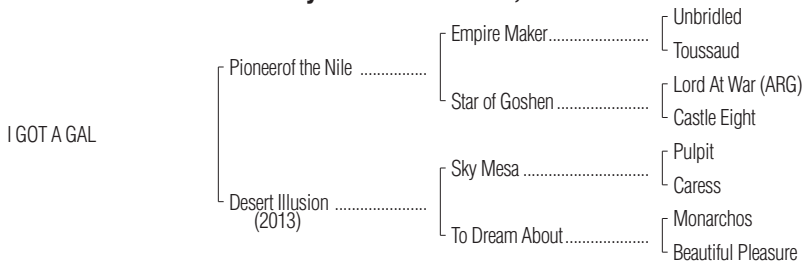 Unbridled
Empire Maker......................
Toussaud
Pioneerof the Nile ................
Lord At War (ARG)
Star of Goshen.....................
Castle Eight
I GOT A GAL
Pulpit
Sky Mesa ............................
Caress
Desert Illusion .....................
(2013)
Monarchos
To Dream About...................
Beautiful Pleasure